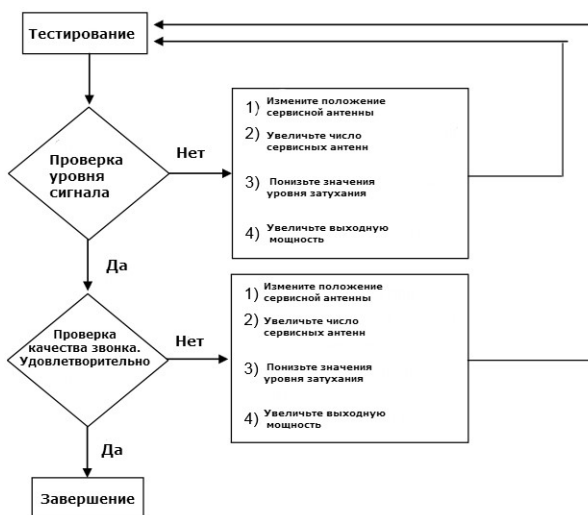 Тестирование
1) Измените положение
сервисной антенны
2) Увеличьте число
сервисных антенн
3) Понизьте значения
уровня затухания
4) Увеличьте выходную
мощность
Нет
Проверка
уровня
сигнала
Да
1) Измените положение
сервисной антенны
2) Увеличьте число
сервисных антенн
3) Понизьте значения
уровня затухания
4) Увеличьте выходную
мощность
Нет
Проверка
качества звонка.
Удовлетворительно
Да
Завершение